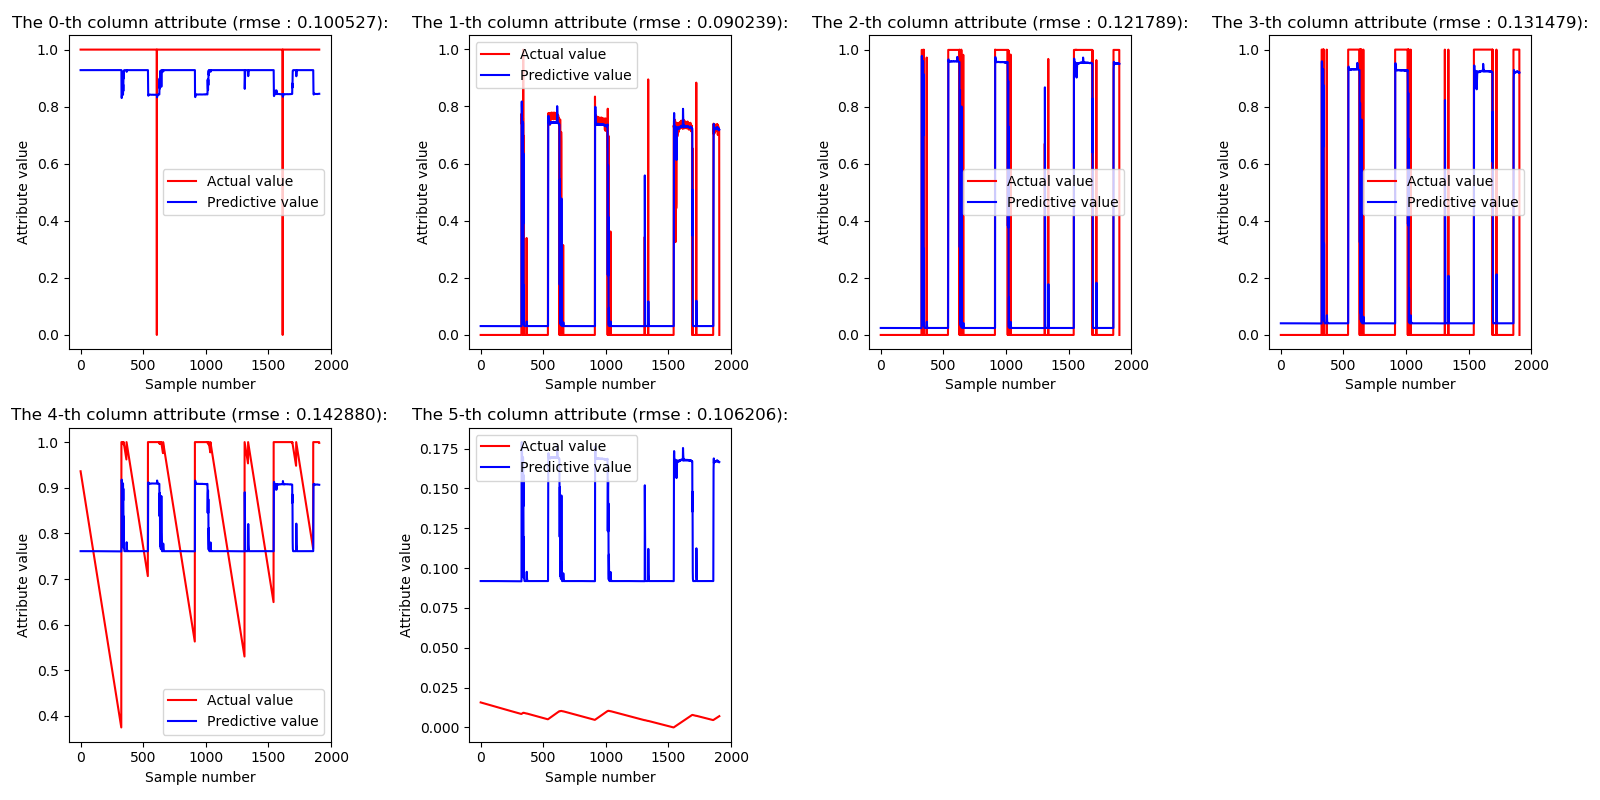 The 0-th column attribute (rmse : 0.100527):
1.0
0.8
0.6
0.4
0.2
0.0
Attribute value
Actual value
Predictive value
0 500 1000 1500 2000
Sample number
The 1-th column attribute (rmse : 0.090239):
1.0
0.8
0.6
0.4
0.2
0.0
Attribute value
Actual value
Predictive value
0 500 1000 1500 2000
Sample number
The 2-th column attribute (rmse : 0.121789):
1.0
0.8
0.6
0.4
0.2
0.0
Attribute value
Actual value
Predictive value
0 500 1000 1500 2000
Sample number
The 3-th column attribute (rmse : 0.131479):
1.0
0.8
0.6
0.4
0.2
0.0
Attribute value
Actual value
Predictive value
0 500 1000 1500 2000
Sample number
The 4-th column attribute (rmse : 0.142880):
1.0
0.9
0.8
0.7
0.6
0.5
0.4
Attribute value
Actual value
Predictive value
0 500 1000 1500 2000
Sample number
The 5-th column attribute (rmse : 0.106206):
0.175
0.150
0.125
0.100
0.075
0.050
0.025
0.000
Attribute value
Actual value
Predictive value
0 500 1000 1500 2000
Sample number